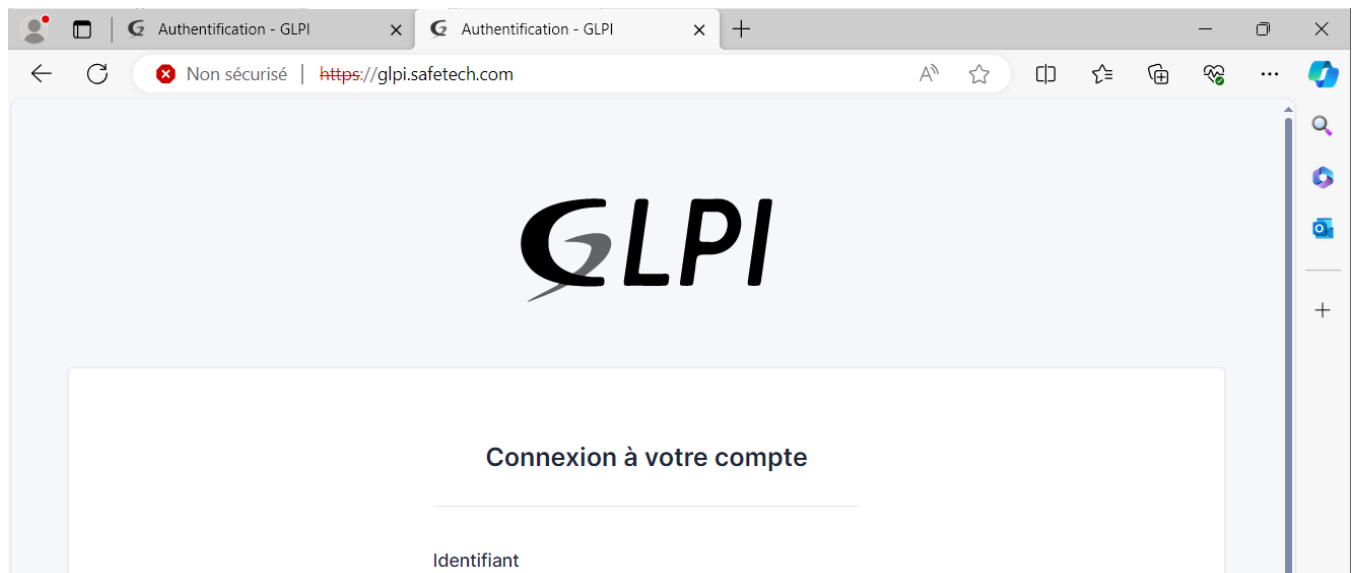 Authentification - GLPI
Authentification - GLPI
Non sécurisé | https://glpi.safetech.com
GLPI
Connexion à votre compte
Identifiant